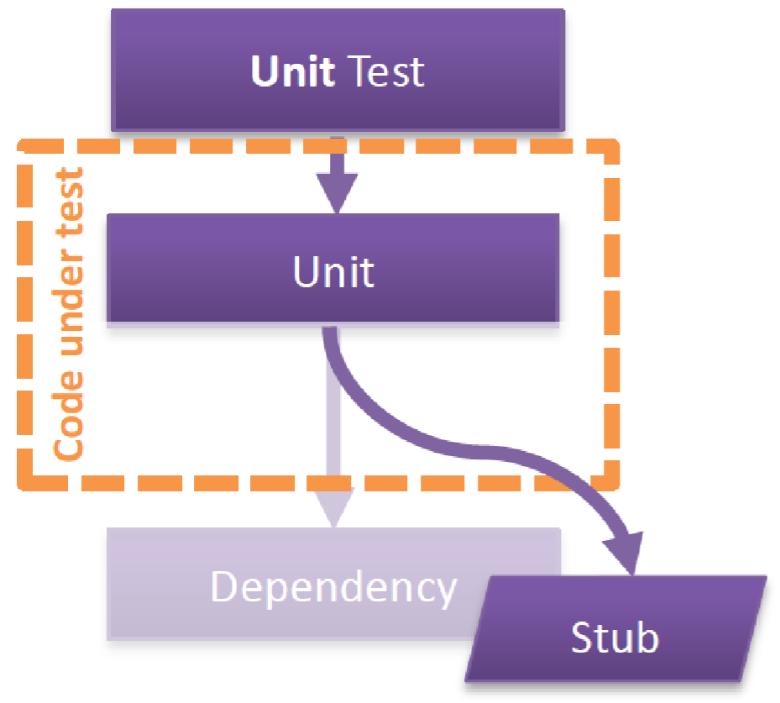 Unit Test
Code under test
Unit
Dependency
Stub